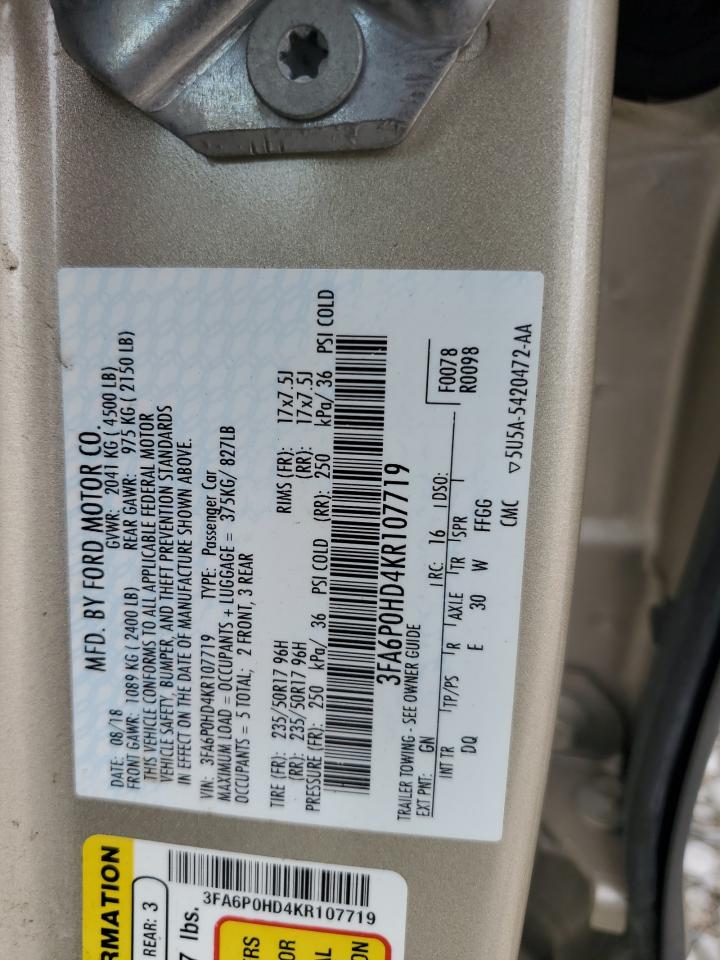 MFD. BY FORD MOTOR CO.
DATE: 08/18 GVWR: 2041 KG ( 4500 LB)
FRONT GAWR: 1089 KG ( 2400 LB) REAR GAWR: 975 KG ( 2150 LB)
THIS VEHICLE CONFORMS TO ALL APPLICABLE FEDERAL MOTOR
VEHICLE SAFETY, BUMPER, AND THEFT PREVENTION STANDARDS
IN EFFECT ON THE DATE OF MANUFACTURE SHOWN ABOVE.
VIN: 3FA6P0HD4KR107719 TYPE: Passenger Car
MAXIMUM LOAD = OCCUPANTS + LUGGAGE = 375KG/ 827LB
OCCUPANTS = 5 TOTAL; 2 FRONT, 3 REAR
TIRE (FR): 235/50R17 96H RIMS (FR): 17x7.5J
(RR): 235/50R17 96H (RR): 17x7.5J
PRESSURE (FR): 250 kPa/ 36 PSI COLD (RR): 250 kPa/ 36 PSI COLD
3FA6P0HD4KR107719
TRAILER TOWING - SEE OWNER GUIDE
EXT PNT: GN RC: 16 DSO: F0078
R0098
INT TR TP/PS R AXLE TR SPR
DQ E 30 W FFGG
CMC ▽5U5A-5420472-AA
RMATION
REAR: 3
7 lbs.
3FA6P0HD4KR107719
ERS
OR
AL
ON